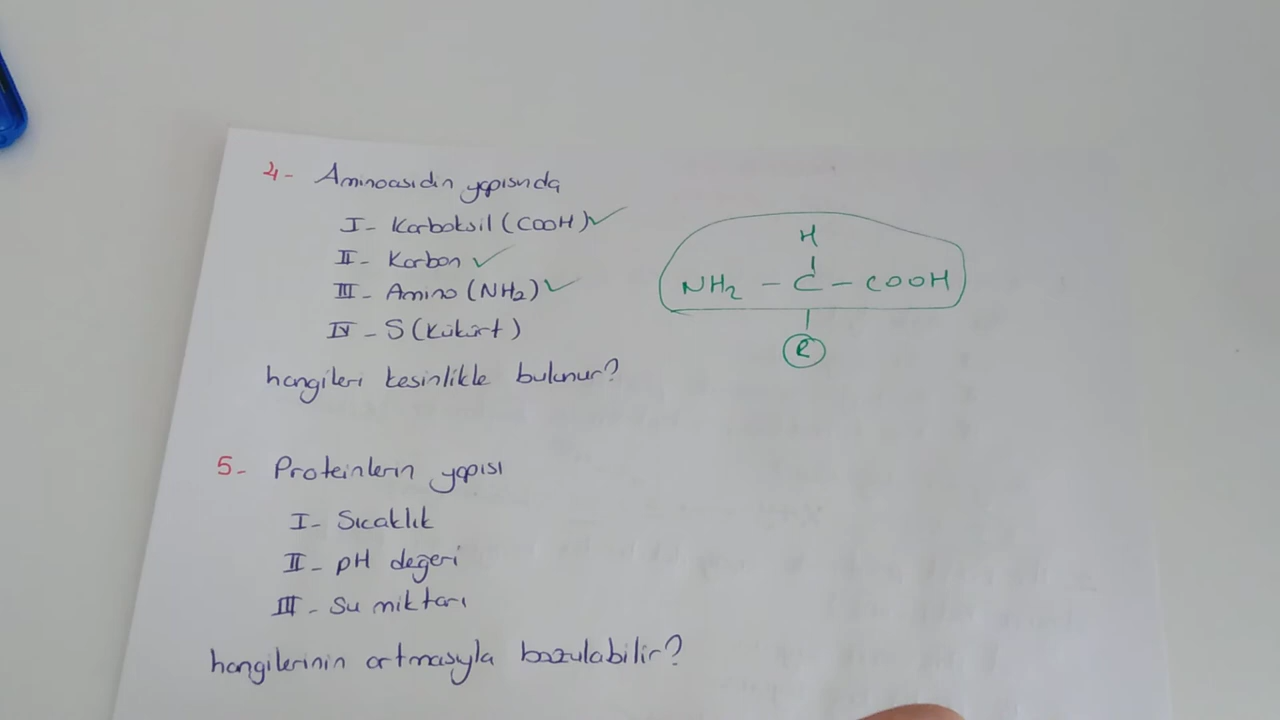 4- Aminoasidin yapısında
I- Karboksil (COOH) ✓
II- Karbon ✓
III- Amino (NH2) ✓
IV- S (Kükürt)
hangileri kesinlikle bulunur?
H
NH2 - C - COOH
R
5- Proteinlerin yapısı
I- Sıcaklık
II- pH değeri
III- Su miktarı
hangilerinin artmasıyla bozulabilir?